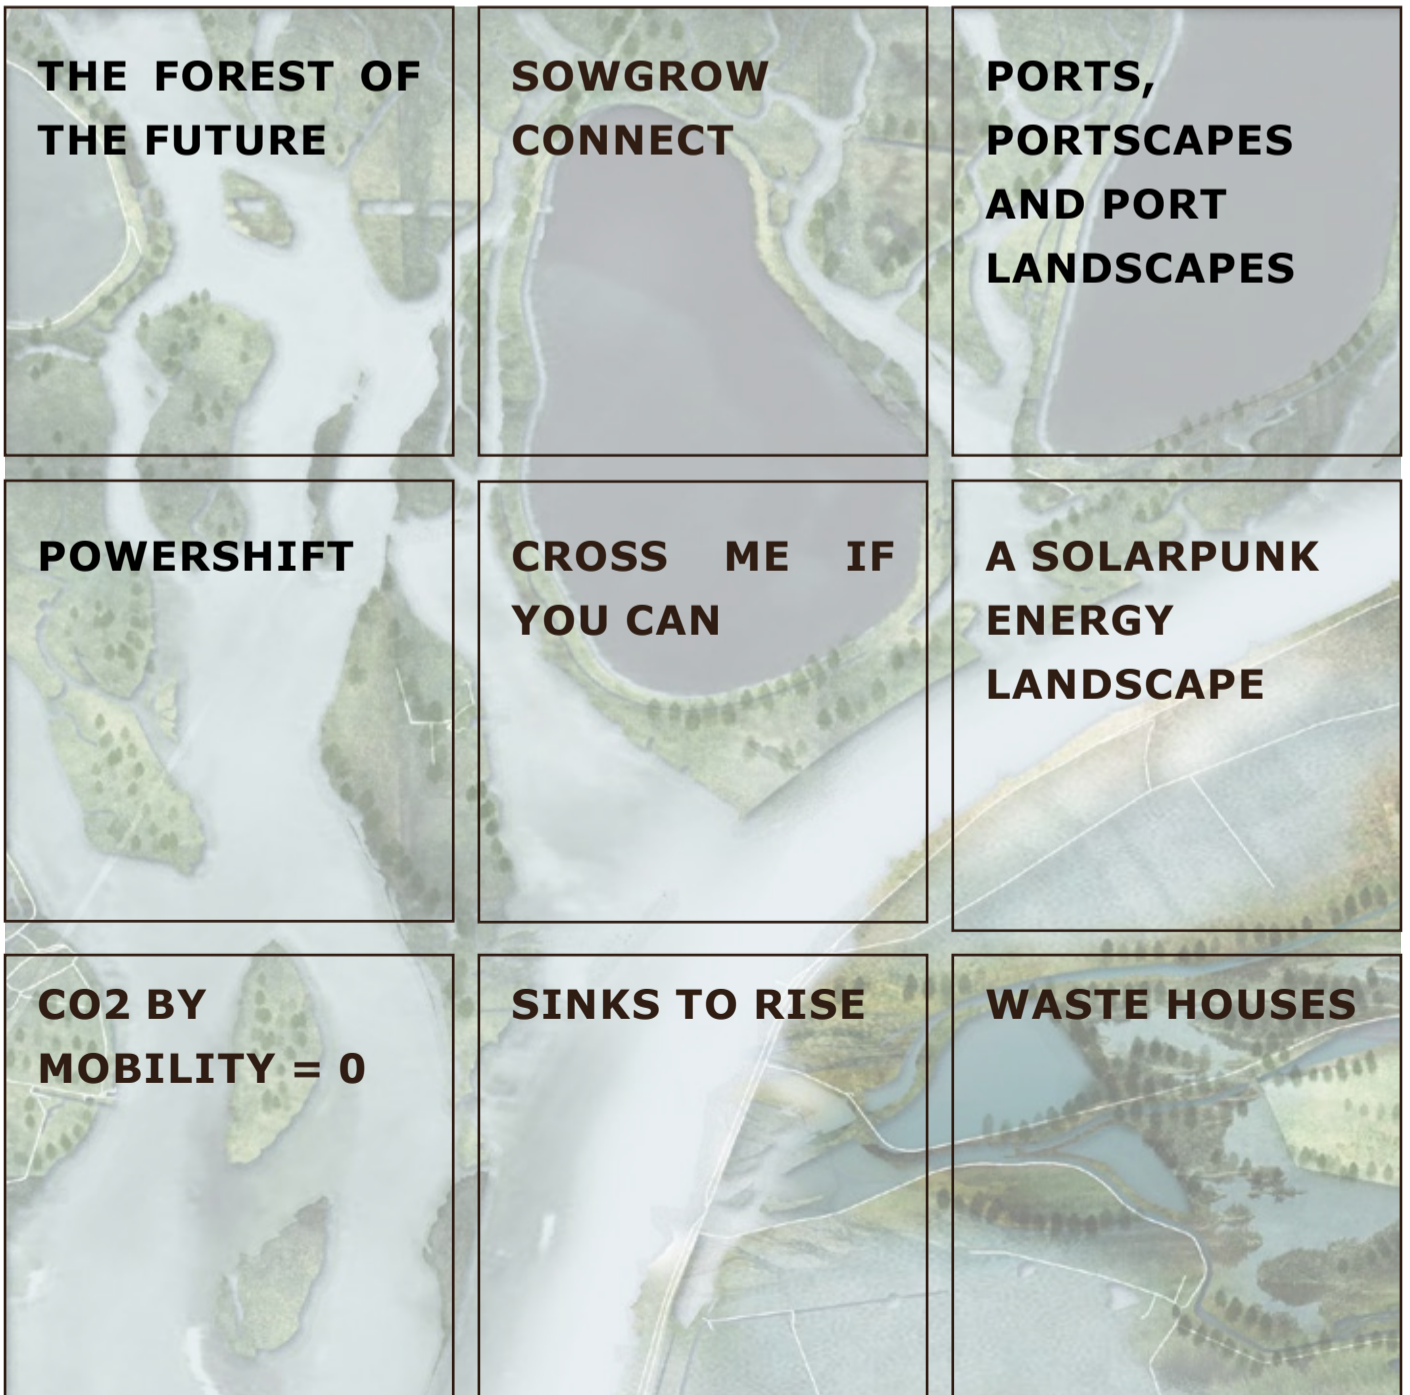 THE FOREST OF
THE FUTURE
SOWGROW
CONNECT
PORTS,
PORTSCAPES
AND PORT
LANDSCAPES
POWERSHIFT
CROSS ME IF
YOU CAN
A SOLARPUNK
ENERGY
LANDSCAPE
CO2 BY
MOBILITY = 0
SINKS TO RISE
WASTE HOUSES